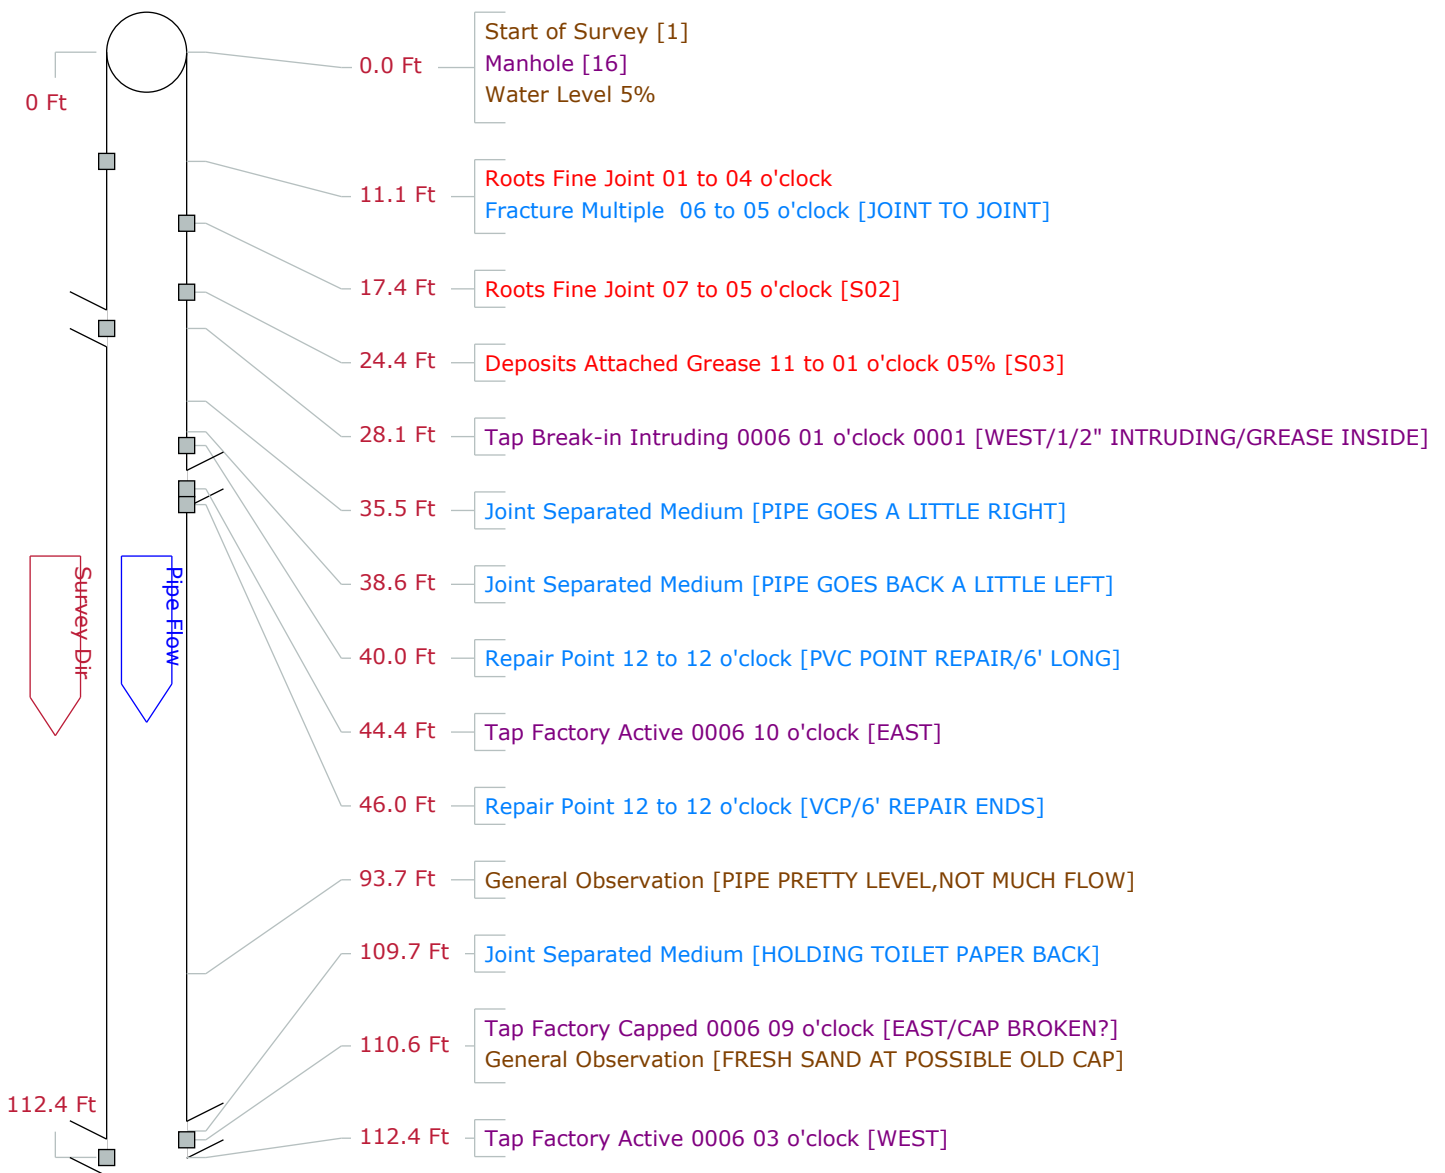 0 Ft
0.0 Ft
Start of Survey [1]
Manhole [16]
Water Level 5%
11.1 Ft
Roots Fine Joint 01 to 04 o'clock
Fracture Multiple  06 to 05 o'clock [JOINT TO JOINT]
17.4 Ft
Roots Fine Joint 07 to 05 o'clock [S02]
24.4 Ft
Deposits Attached Grease 11 to 01 o'clock 05% [S03]
28.1 Ft
Tap Break-in Intruding 0006 01 o'clock 0001 [WEST/1/2" INTRUDING/GREASE INSIDE]
35.5 Ft
Joint Separated Medium [PIPE GOES A LITTLE RIGHT]
38.6 Ft
Joint Separated Medium [PIPE GOES BACK A LITTLE LEFT]
Survey Dir
Pipe Flow
40.0 Ft
Repair Point 12 to 12 o'clock [PVC POINT REPAIR/6' LONG]
44.4 Ft
Tap Factory Active 0006 10 o'clock [EAST]
46.0 Ft
Repair Point 12 to 12 o'clock [VCP/6' REPAIR ENDS]
93.7 Ft
General Observation [PIPE PRETTY LEVEL,NOT MUCH FLOW]
109.7 Ft
Joint Separated Medium [HOLDING TOILET PAPER BACK]
110.6 Ft
Tap Factory Capped 0006 09 o'clock [EAST/CAP BROKEN?]
General Observation [FRESH SAND AT POSSIBLE OLD CAP]
112.4 Ft
112.4 Ft
Tap Factory Active 0006 03 o'clock [WEST]